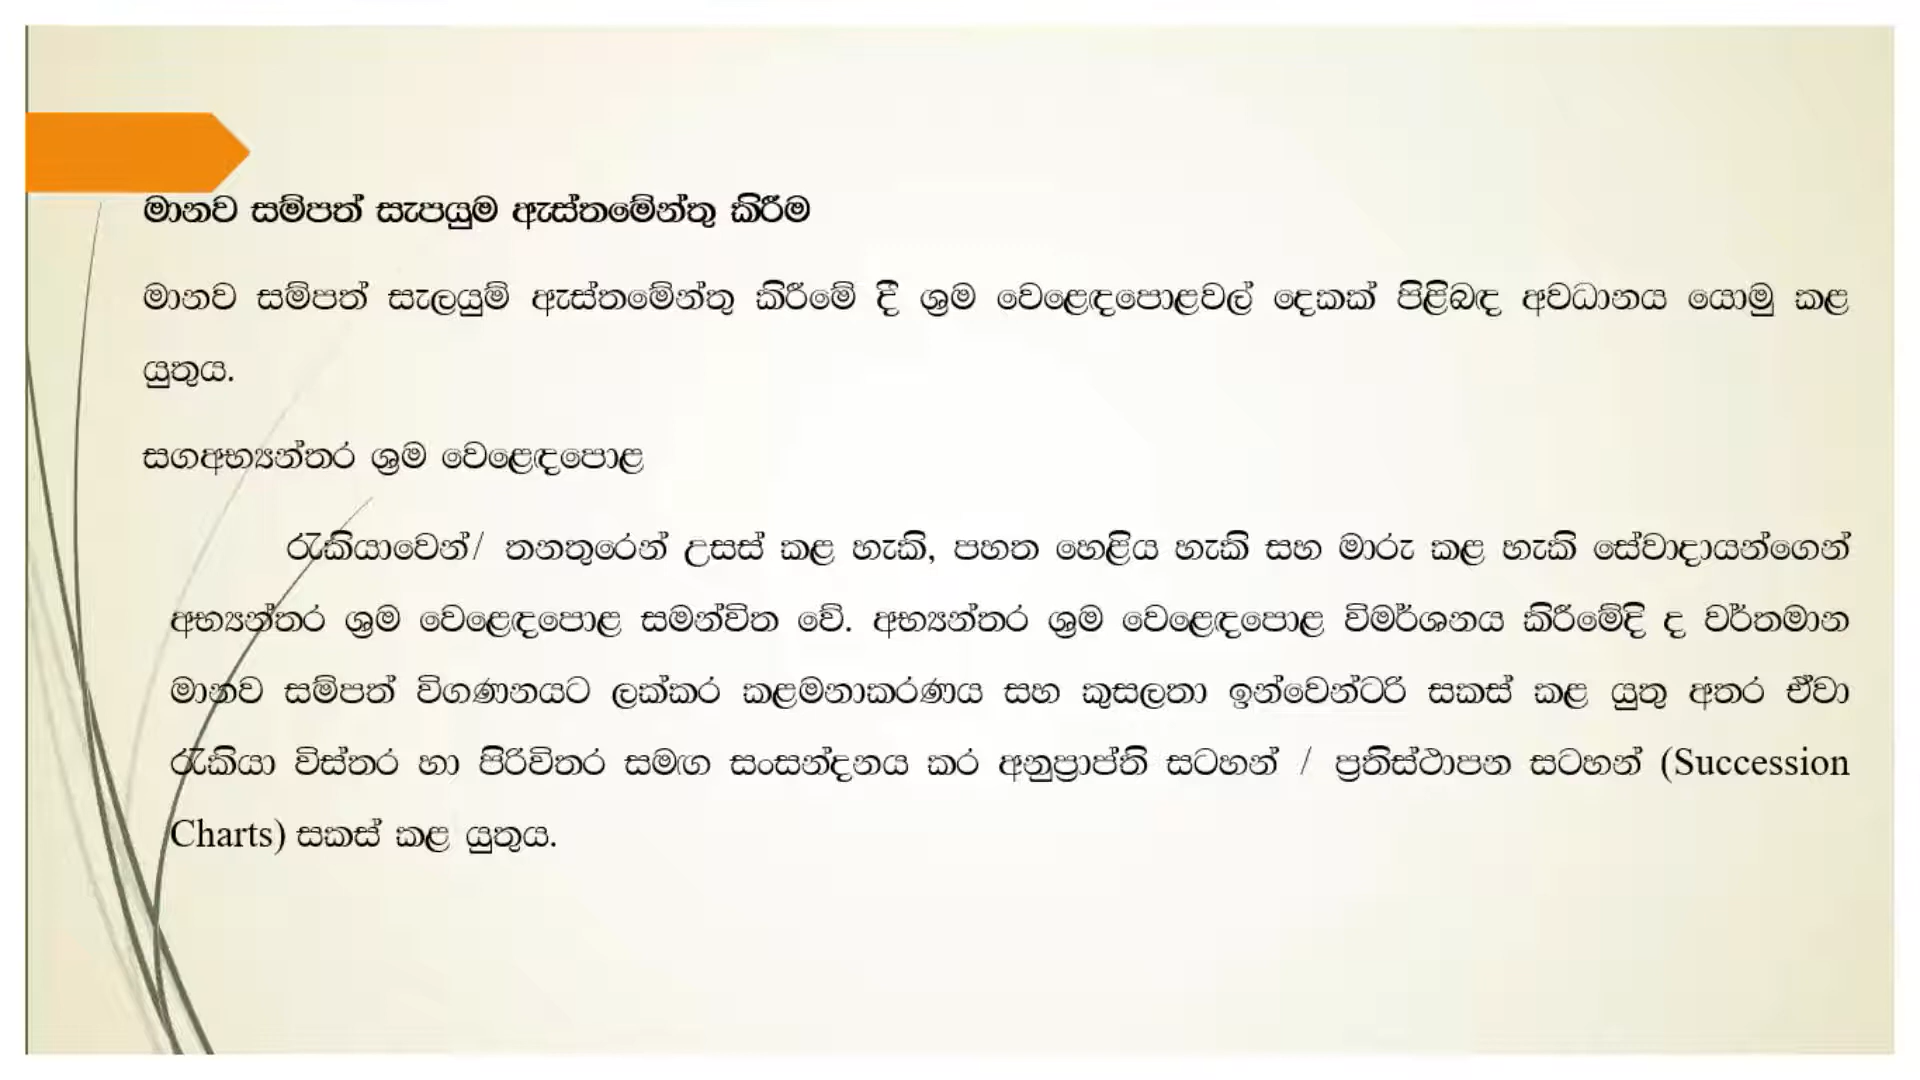 මානව සම්පත් සැපයුම ඇස්තමේන්තු කිරීම
මානව සම්පත් සැලයුම් ඇස්තමේන්තු කිරීමේ දී ශ්‍රම වෙළෙඳපොළවල් දෙකක් පිළිබඳ අවධානය යොමු කළ
යුතුය.
සගඅභ්‍යන්තර ශ්‍රම වෙළෙඳපොළ
රැකියාවෙන්/ තනතුරෙන් උසස් කළ හැකි, පහත හෙළිය හැකි සහ මාරු කළ හැකි සේවාදායන්ගෙන්
අභ්‍යන්තර ශ්‍රම වෙළෙඳපොළ සමන්විත වේ. අභ්‍යන්තර ශ්‍රම වෙළෙඳපොළ විමර්ශනය කිරීමේදි ද වර්තමාන
මානව සම්පත් විගණනයට ලක්කර කළමනාකරණය සහ කුසලතා ඉන්වෙන්ටරි සකස් කළ යුතු අතර ඒවා
රැකියා විස්තර හා පිරිවිතර සමඟ සංසන්දනය කර අනුප්‍රාප්ති සටහන් / ප්‍රතිස්ථාපන සටහන් (Succession
Charts) සකස් කළ යුතුය.